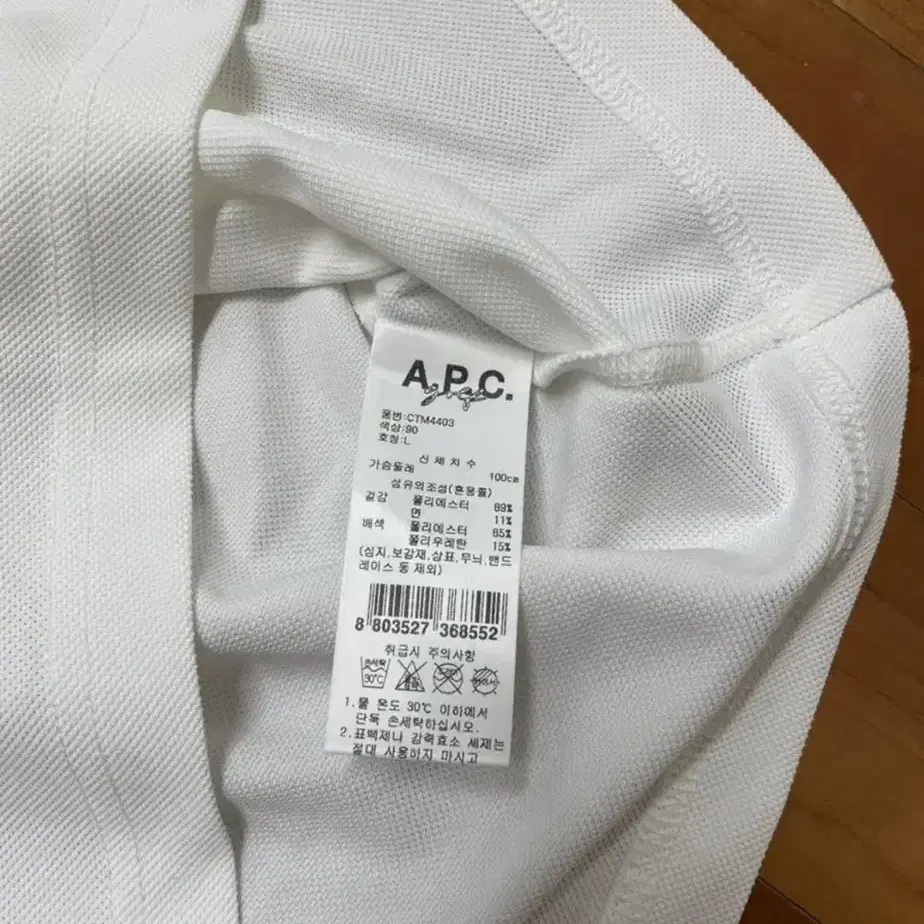 A.P.C.
golf
품번:CTM4403
색상:90
호칭:L
신체치수
가슴둘레 100cm
섬유의조성(혼용률)
겉감 폴리에스터 89%
면 11%
배색 폴리에스터 85%
폴리우레탄 15%
(심지,보강재,상표,무늬,밴드
레이스 등 제외)
8 803527 368552
취급시 주의사항
손세탁
30℃
1.물 온도 30℃ 이하에서
단독 손세탁하십시오.
2.표백제나 강력효소 세제는
절대 사용하지 마시고